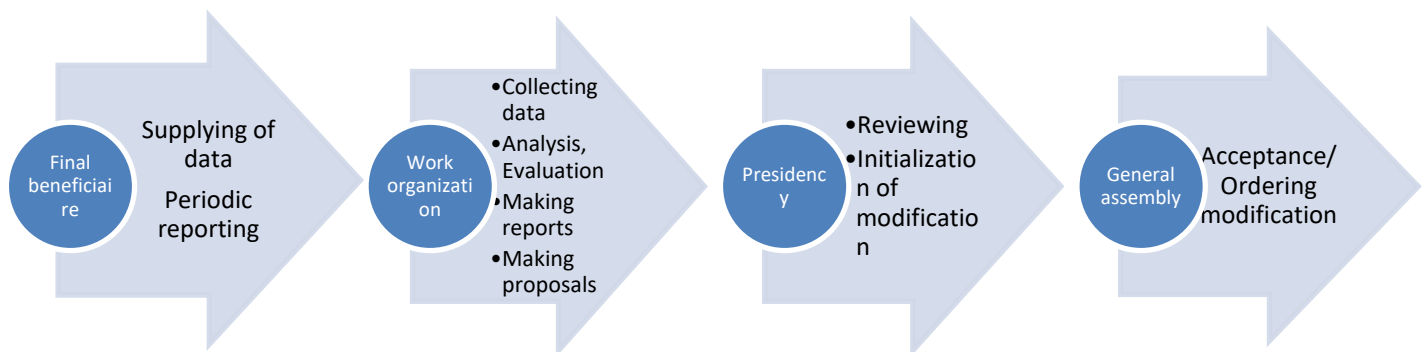 Final
beneficiai
re
Supplying of
data
Periodic
reporting
Work
organizati
on
•Collecting
data
•Analysis,
Evaluation
•Making
reports
•Making
proposals
Presidenc
y
•Reviewing
•Initializatio
n of
modificatio
n
General
assembly
Acceptance/
Ordering
modification